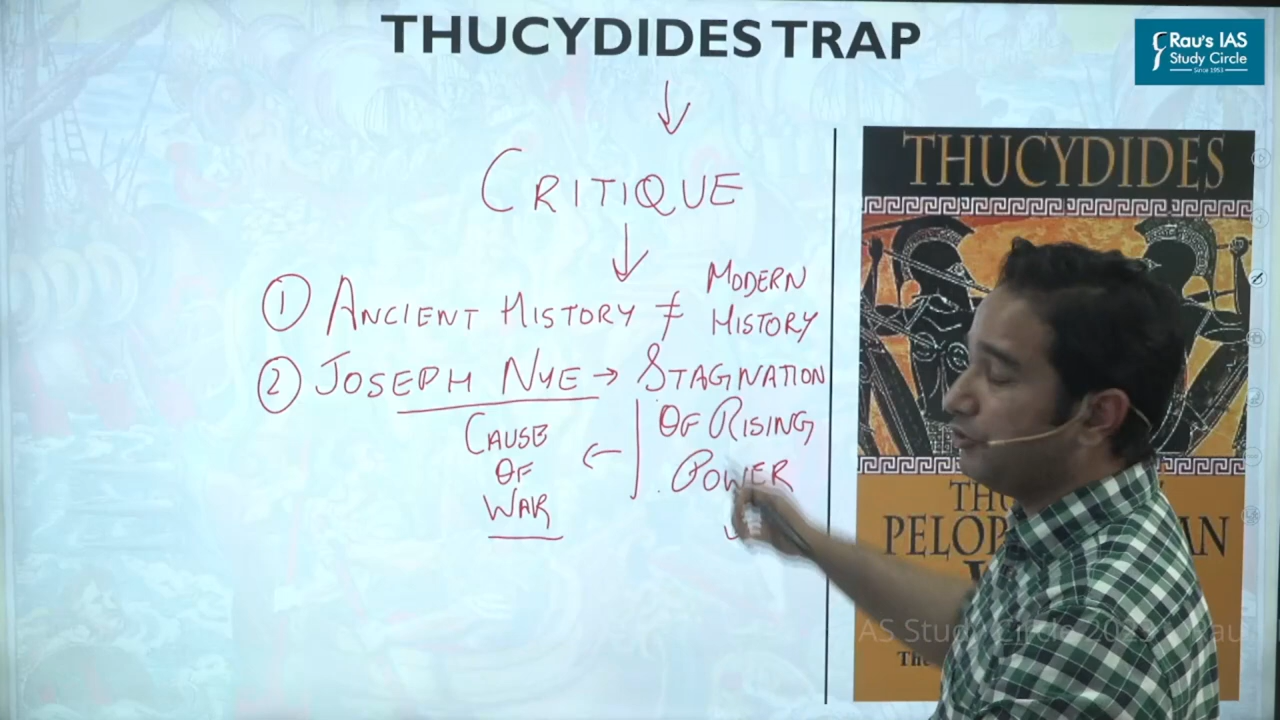 THUCYDIDES TRAP
Rau's IAS
Study Circle
Since 1953
↓
CRITIQUE
↓
① ANCIENT HISTORY ≠ MODERN HISTORY
② JOSEPH NYE → STAGNATION
OF RISING
POWER
←
CAUSE
OF
WAR
THUCYDIDES
PELOP AN
AS Study Circle Rau